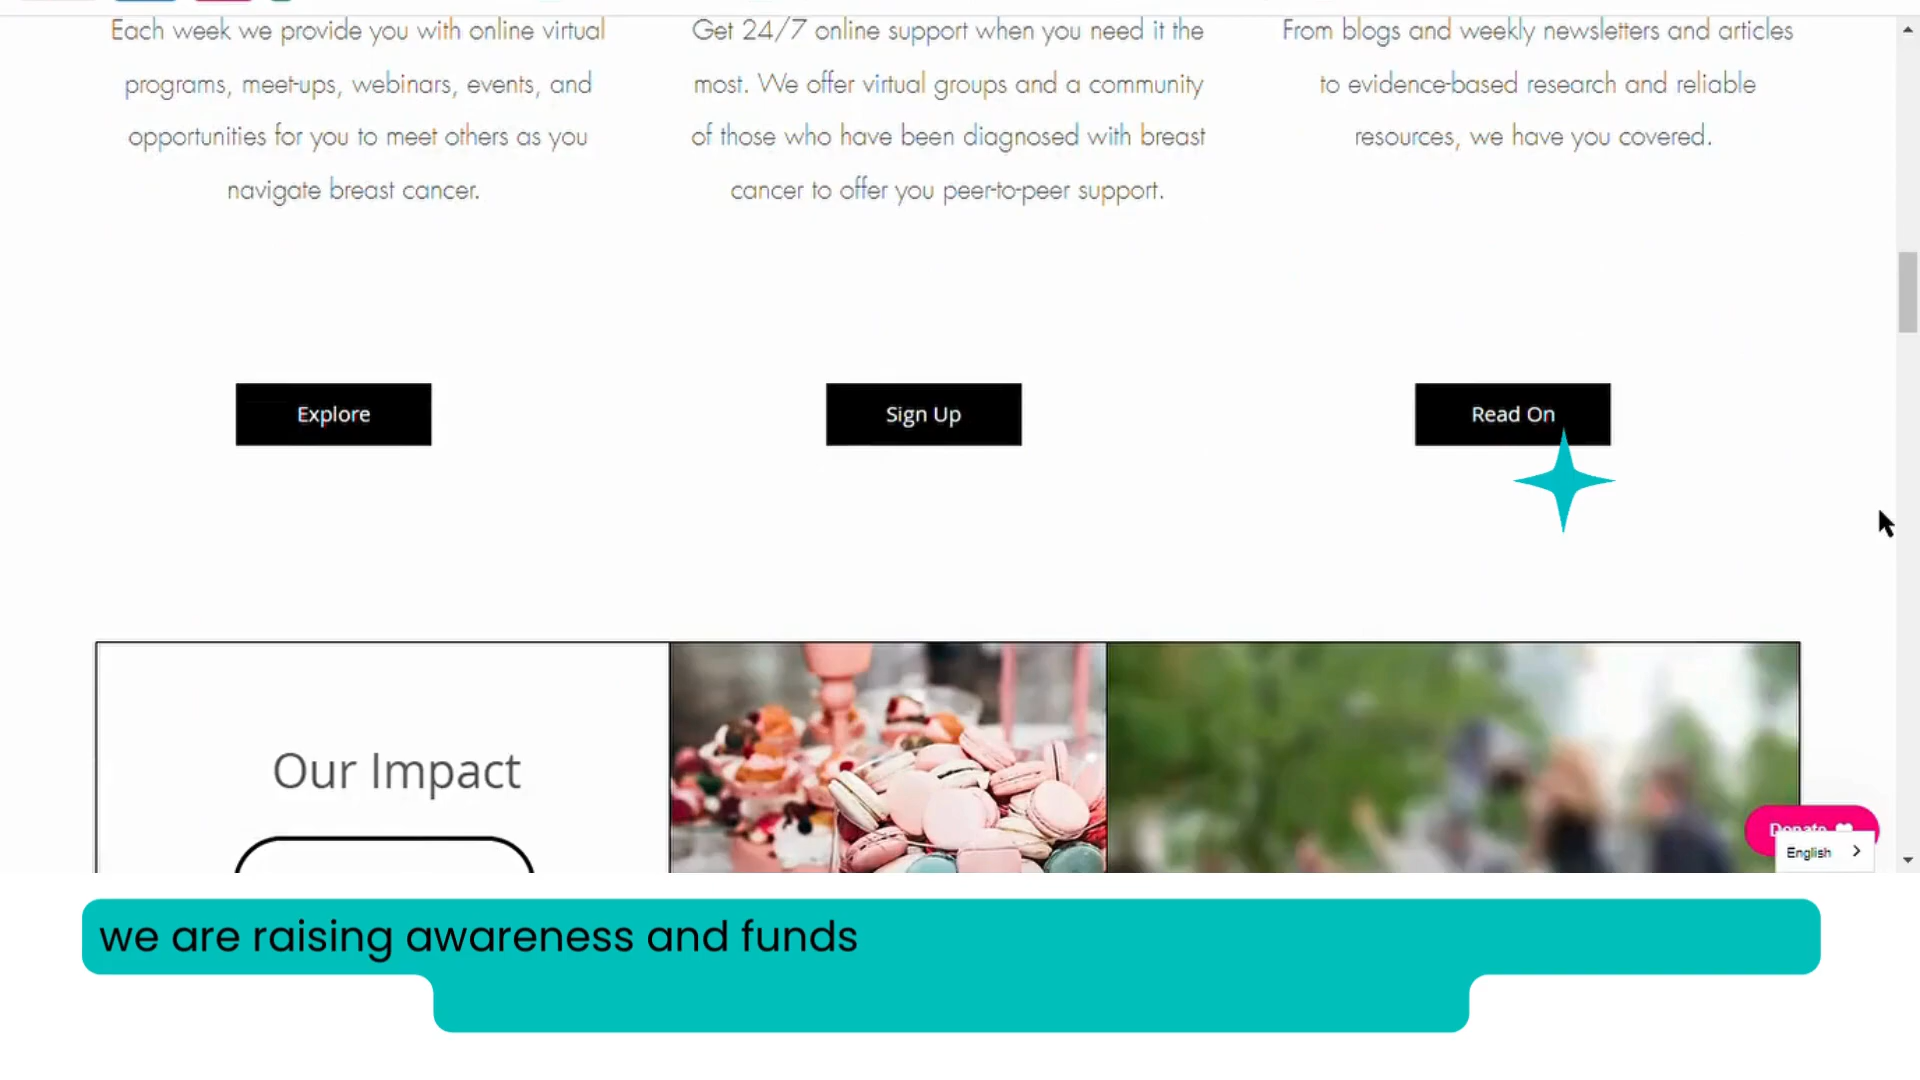 Each week we provide you with online virtual
programs, meet-ups, webinars, events, and
opportunities for you to meet others as you
navigate breast cancer.
Get 24/7 online support when you need it the
most. We offer virtual groups and a community
of those who have been diagnosed with breast
cancer to offer you peer-to-peer support.
From blogs and weekly newsletters and articles
to evidence-based research and reliable
resources, we have you covered.
Explore
Sign Up
Read On
Our Impact
Donate
English
we are raising awareness and funds